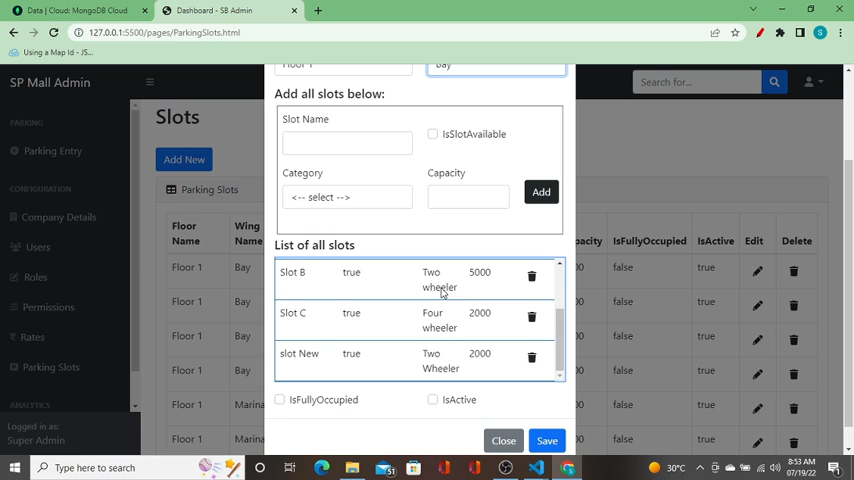 Data | Cloud: MongoDB Cloud
Dashboard - SB Admin
127.0.0.1:5500/pages/ParkingSlots.html
S
Using a Map Id - JS...
SP Mall Admin
Search for...
PARKING
Parking Entry
CONFIGURATION
Company Details
Users
Roles
Permissions
Rates
Parking Slots
ANALYTICS
Logged in as:
Super Admin
Slots
Add New
Parking Slots
Floor Name
Wing Name
IsFullyOccupied
IsActive
Edit
Delete
Floor 1 Bay false true
Floor 1 Bay false true
Floor 1 Bay false true
Floor 1 Bay false true
Floor 1 Marina false true
Floor 1 false true
Floor 1
Bay
Add all slots below:
Slot Name
IsSlotAvailable
Category
Capacity
<-- select -->
Add
List of all slots
Slot B true Two wheeler 5000
Slot C true Four wheeler 2000
slot New true Two Wheeler 2000
IsFullyOccupied
IsActive
Close
Save
Type here to search
51
30°C
8:53 AM
07/19/22